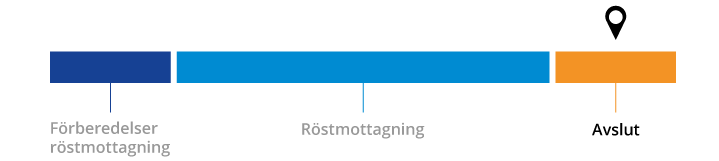 Förberedelser
röstmottagning
Röstmottagning
Avslut